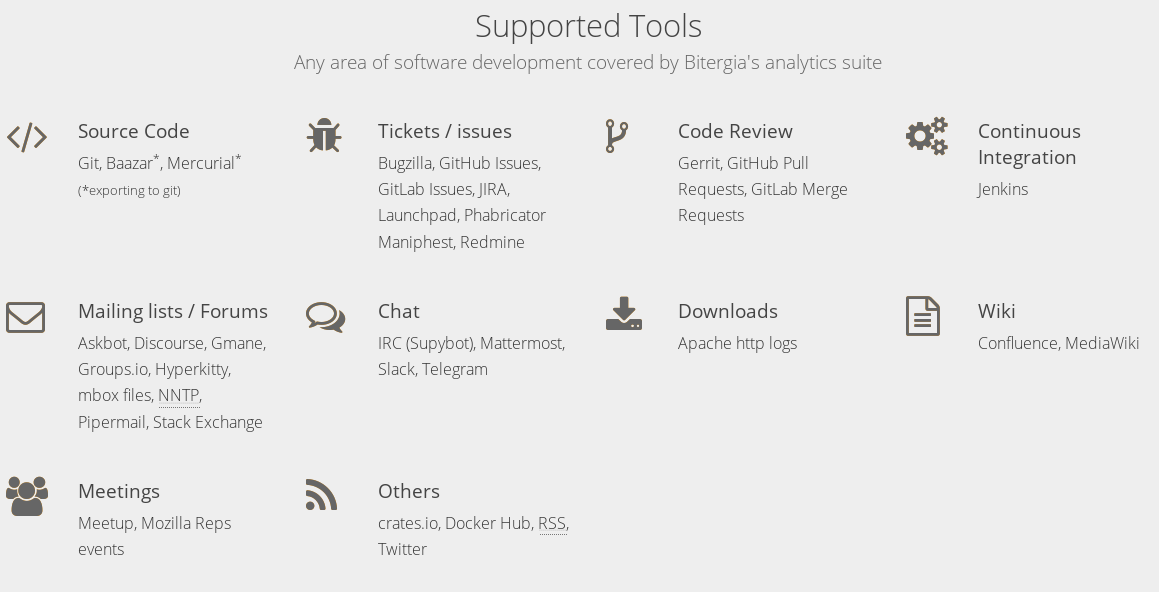 Supported Tools
Any area of software development covered by Bitergia's analytics suite
Source Code
Git, Baazar*, Mercurial*
(*exporting to git)
Tickets / issues
Bugzilla, GitHub Issues,
GitLab Issues, JIRA,
Launchpad, Phabricator
Maniphest, Redmine
Code Review
Gerrit, GitHub Pull
Requests, GitLab Merge
Requests
Continuous
Integration
Jenkins
Mailing lists / Forums
Askbot, Discourse, Gmane,
Groups.io, Hyperkitty,
mbox files, NNTP,
Pipermail, Stack Exchange
Chat
IRC (Supybot), Mattermost,
Slack, Telegram
Downloads
Apache http logs
Wiki
Confluence, MediaWiki
Meetings
Meetup, Mozilla Reps
events
Others
crates.io, Docker Hub, RSS,
Twitter